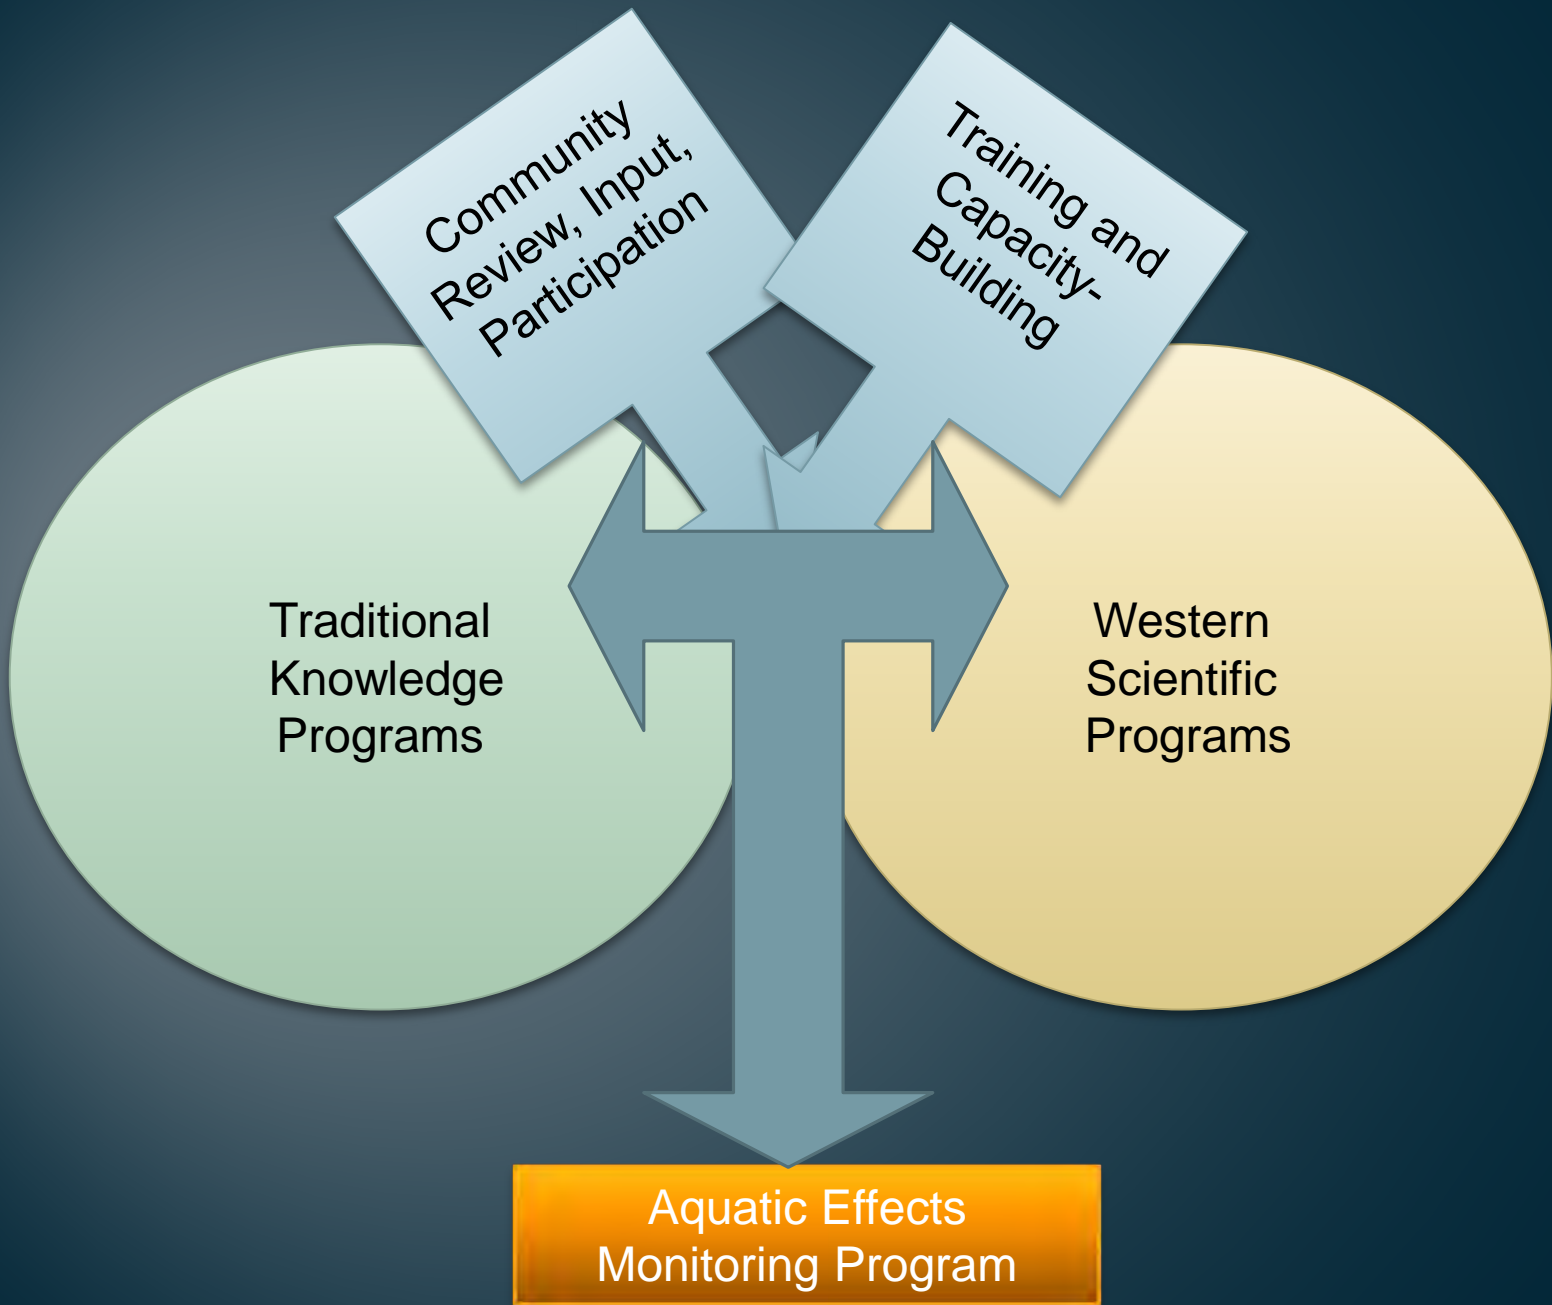 Community
Review, Input,
Participation
Training and
Capacity-
Building
Traditional
Knowledge
Programs
Western
Scientific
Programs
Aquatic Effects
Monitoring Program